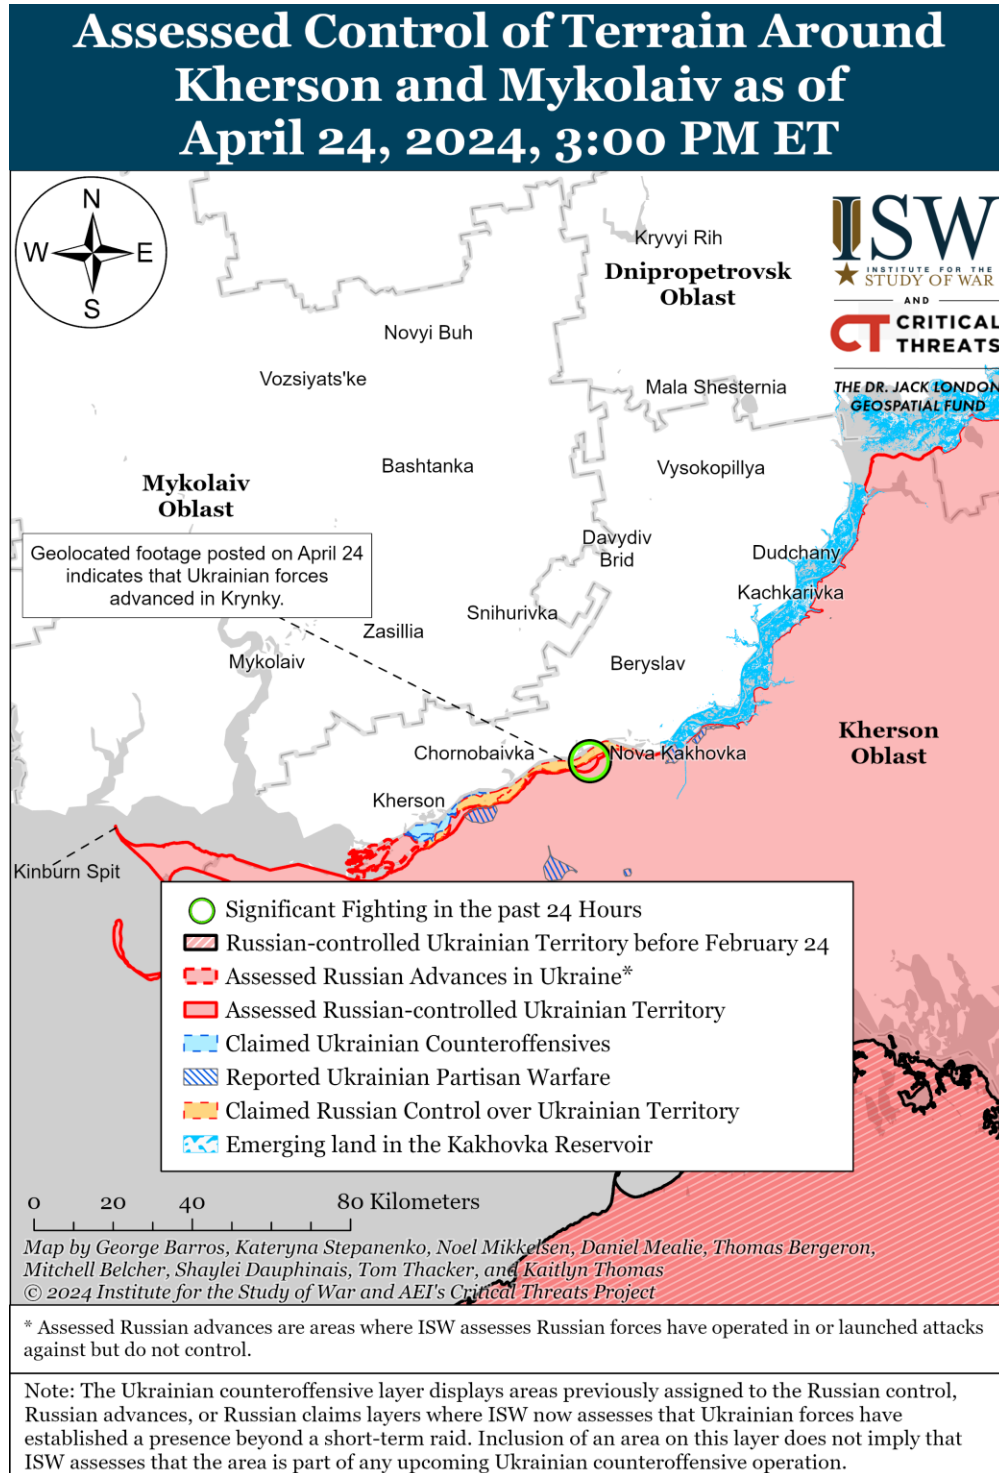 Assessed Control of Terrain Around
Kherson and Mykolaiv as of
April 24, 2024, 3:00 PM ET
N
W
E
S
Kryvyi Rih
Dnipropetrovsk
Oblast
ISW
INSTITUTE FOR THE
STUDY OF WAR
AND
CT CRITICAL
THREATS
THE DR. JACK LONDON
GEOSPATIAL FUND
Novyi Buh
Vozsiyats'ke
Mala Shesternia
Bashtanka
Vysokopillya
Mykolaiv
Oblast
Geolocated footage posted on April 24
indicates that Ukrainian forces
advanced in Krynky.
Davydiv
Brid
Dudchany
Kachkarivka
Snihurivka
Zasillia
Mykolaiv
Beryslav
Kherson
Oblast
Chornobaivka
Nova Kakhovka
Kherson
Kinburn Spit
Significant Fighting in the past 24 Hours
Russian-controlled Ukrainian Territory before February 24
Assessed Russian Advances in Ukraine*
Assessed Russian-controlled Ukrainian Territory
Claimed Ukrainian Counteroffensives
Reported Ukrainian Partisan Warfare
Claimed Russian Control over Ukrainian Territory
Emerging land in the Kakhovka Reservoir
0 20 40 80 Kilometers
Map by George Barros, Kateryna Stepanenko, Noel Mikkelsen, Daniel Mealie, Thomas Bergeron,
Mitchell Belcher, Shaylei Dauphinais, Tom Thacker, and Kaitlyn Thomas
© 2024 Institute for the Study of War and AEI's Critical Threats Project
* Assessed Russian advances are areas where ISW assesses Russian forces have operated in or launched attacks
against but do not control.
Note: The Ukrainian counteroffensive layer displays areas previously assigned to the Russian control,
Russian advances, or Russian claims layers where ISW now assesses that Ukrainian forces have
established a presence beyond a short-term raid. Inclusion of an area on this layer does not imply that
ISW assesses that the area is part of any upcoming Ukrainian counteroffensive operation.